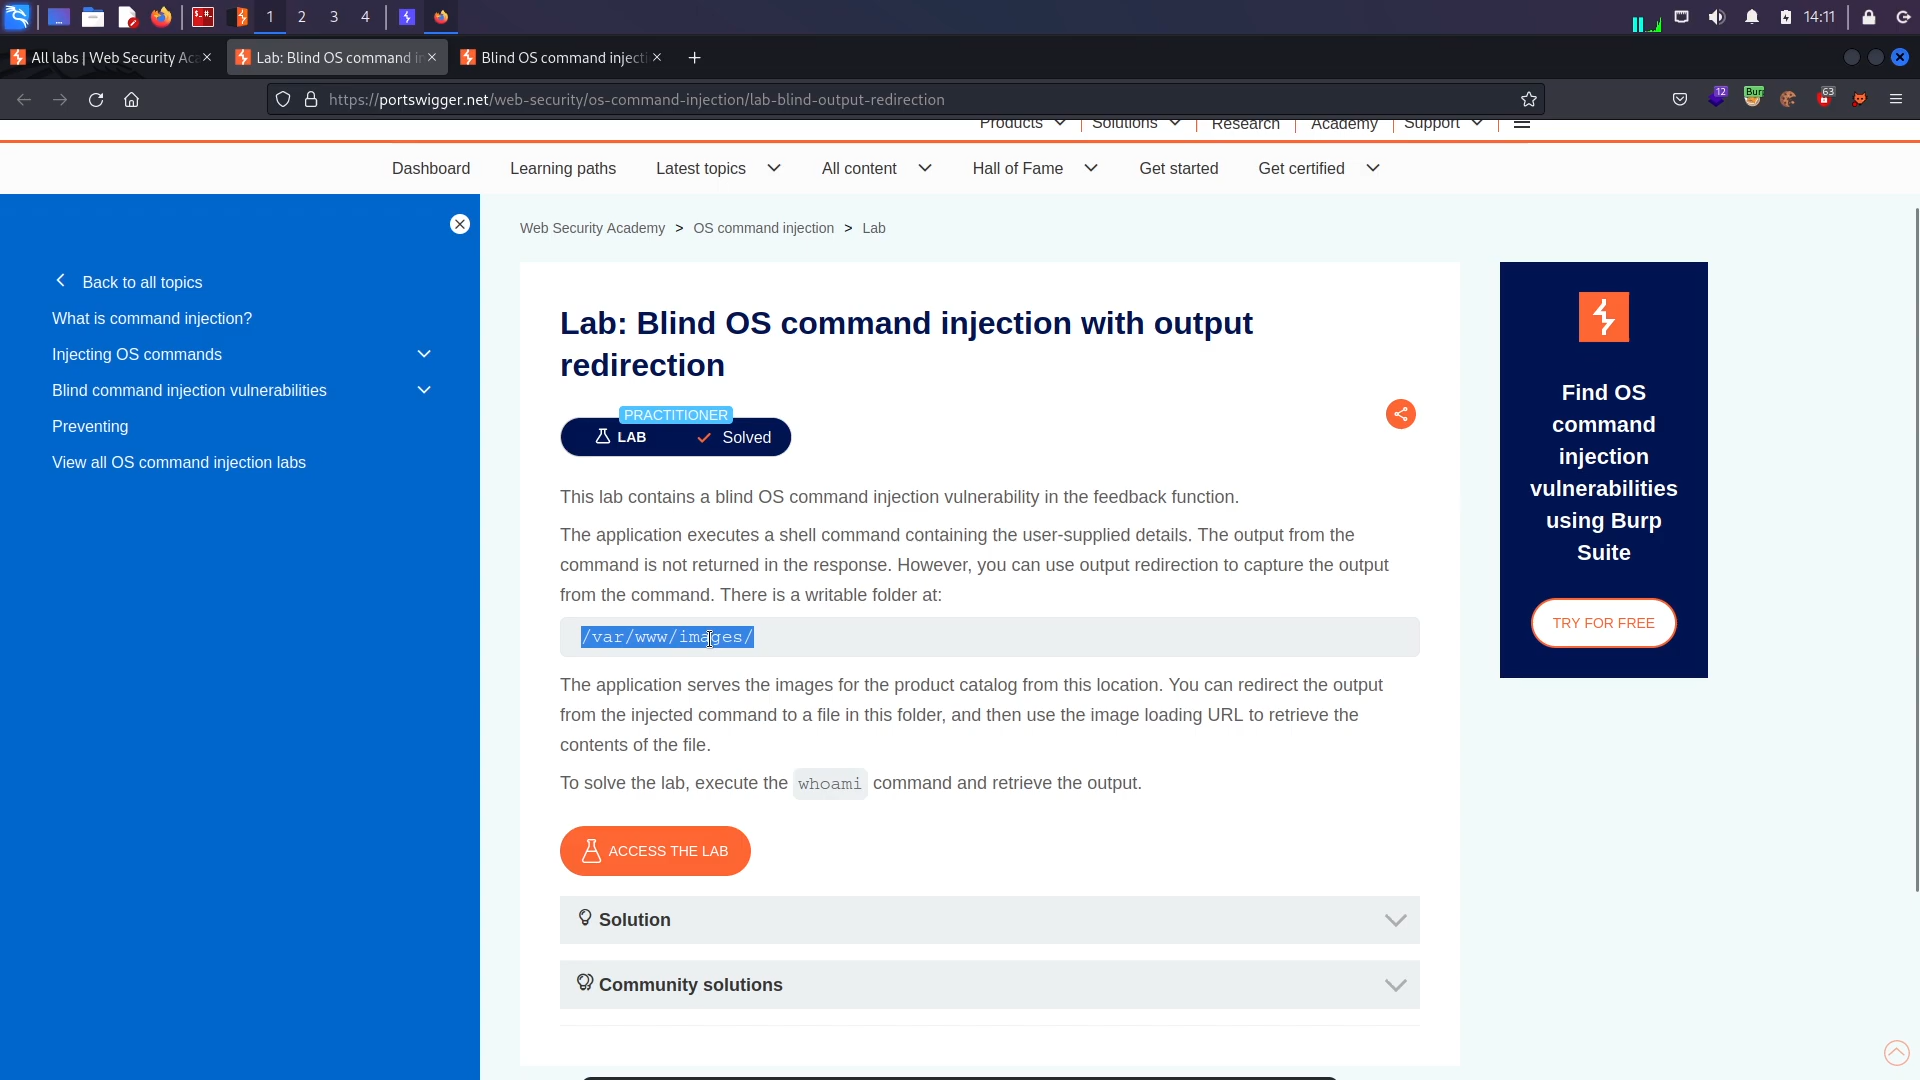 1 2 3 4
14:11
All labs | Web Security Ac
Lab: Blind OS command i
Blind OS command inject
https://portswigger.net/web-security/os-command-injection/lab-blind-output-redirection
12
Bur
63
Products
Solutions
Research
Academy
Support
Dashboard
Learning paths
Latest topics
All content
Hall of Fame
Get started
Get certified
Back to all topics
What is command injection?
Injecting OS commands
Blind command injection vulnerabilities
Preventing
View all OS command injection labs
Web Security Academy > OS command injection > Lab
Lab: Blind OS command injection with output
redirection
PRACTITIONER
LAB
Solved
This lab contains a blind OS command injection vulnerability in the feedback function.
The application executes a shell command containing the user-supplied details. The output from the
command is not returned in the response. However, you can use output redirection to capture the output
from the command. There is a writable folder at:
/var/www/images/
The application serves the images for the product catalog from this location. You can redirect the output
from the injected command to a file in this folder, and then use the image loading URL to retrieve the
contents of the file.
To solve the lab, execute the whoami command and retrieve the output.
ACCESS THE LAB
Solution
Community solutions
Find OS
command
injection
vulnerabilities
using Burp
Suite
TRY FOR FREE